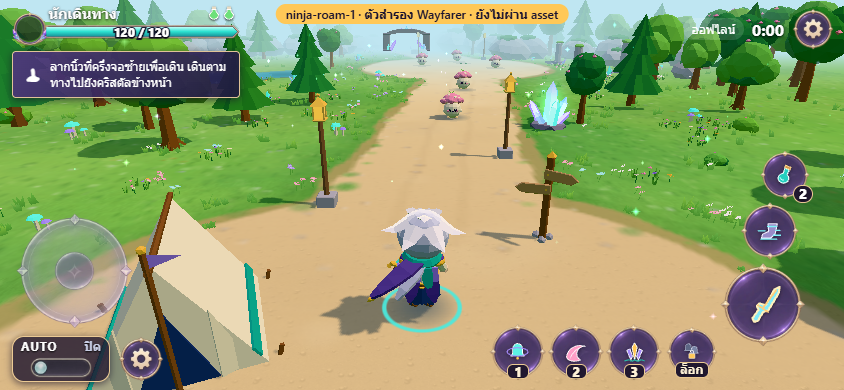 นักเดินทาง
120 / 120
ninja-roam-1 · ตัวสำรอง Wayfarer · ยังไม่ผ่าน asset
ออฟไลน์
0:00
ลากนิ้วที่ครึ่งจอซ้ายเพื่อเดิน เดินตาม
ทางไปยังคริสตัลข้างหน้า
2
AUTO ปิด
1
2
3
ล็อก